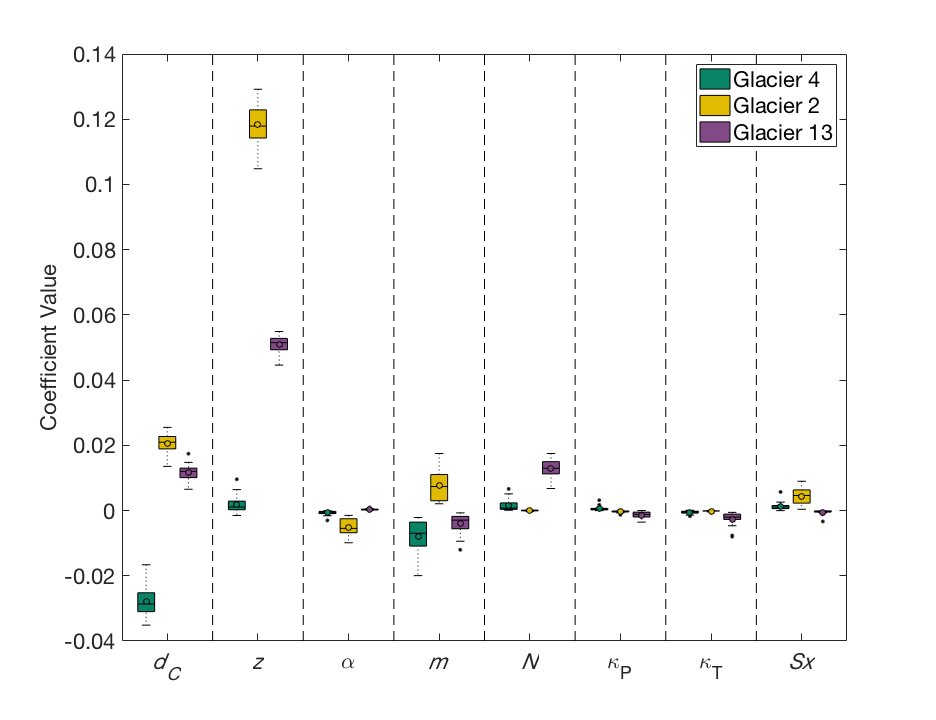 0.14
0.12
0.1
0.08
0.06
0.04
0.02
0
-0.02
-0.04
Coefficient Value
Glacier 4
Glacier 2
Glacier 13
d_C z α m N κ_P κ_T Sx